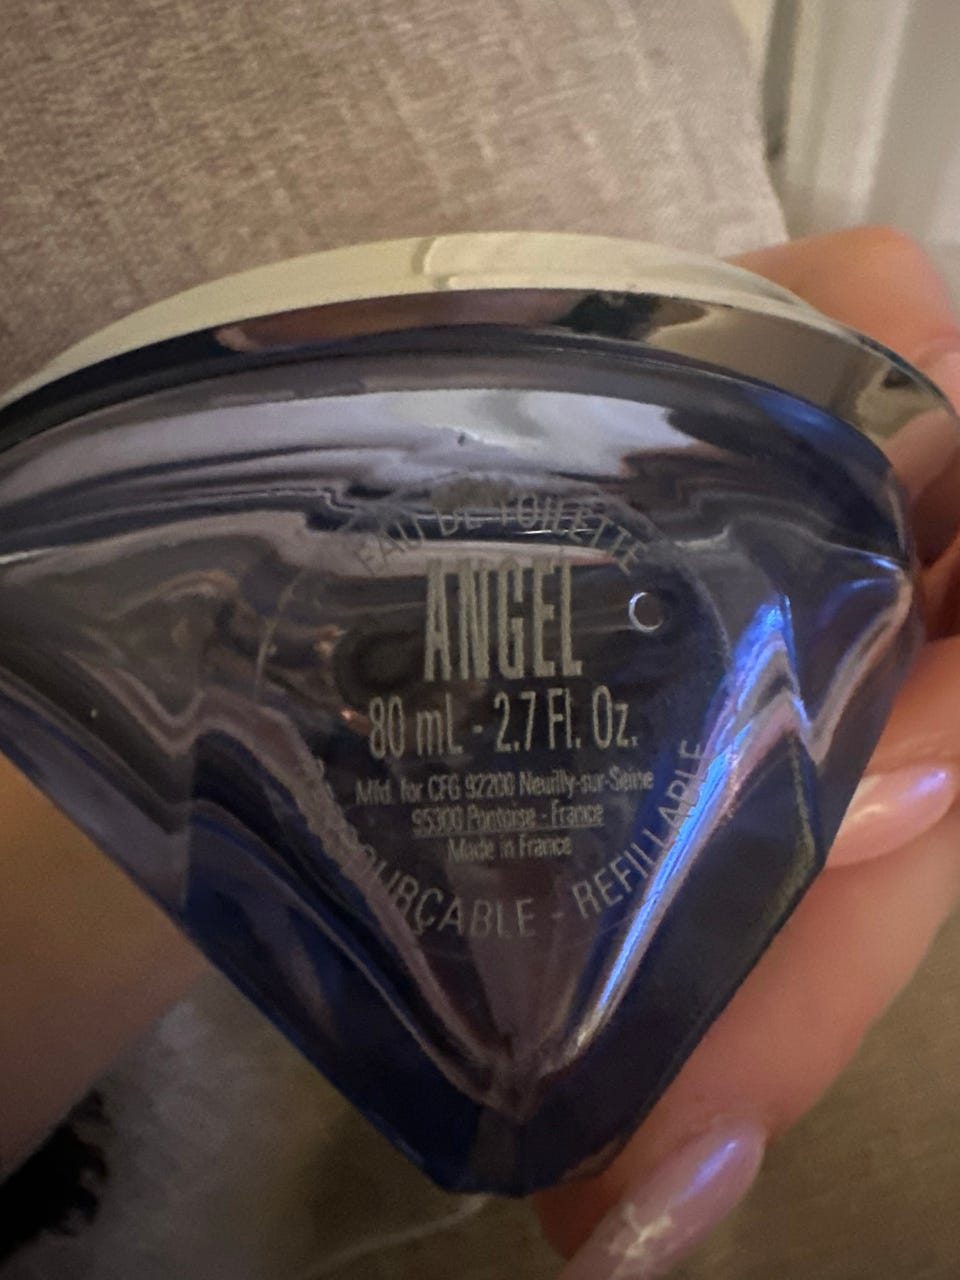 EAU DE TOILETTE
ANGEL
80 mL - 2.7 Fl. Oz.
Mfd. for CFG 92200 Neuilly-sur-Seine
95300 Pontoise - France
Made in France
- REFILLABLE